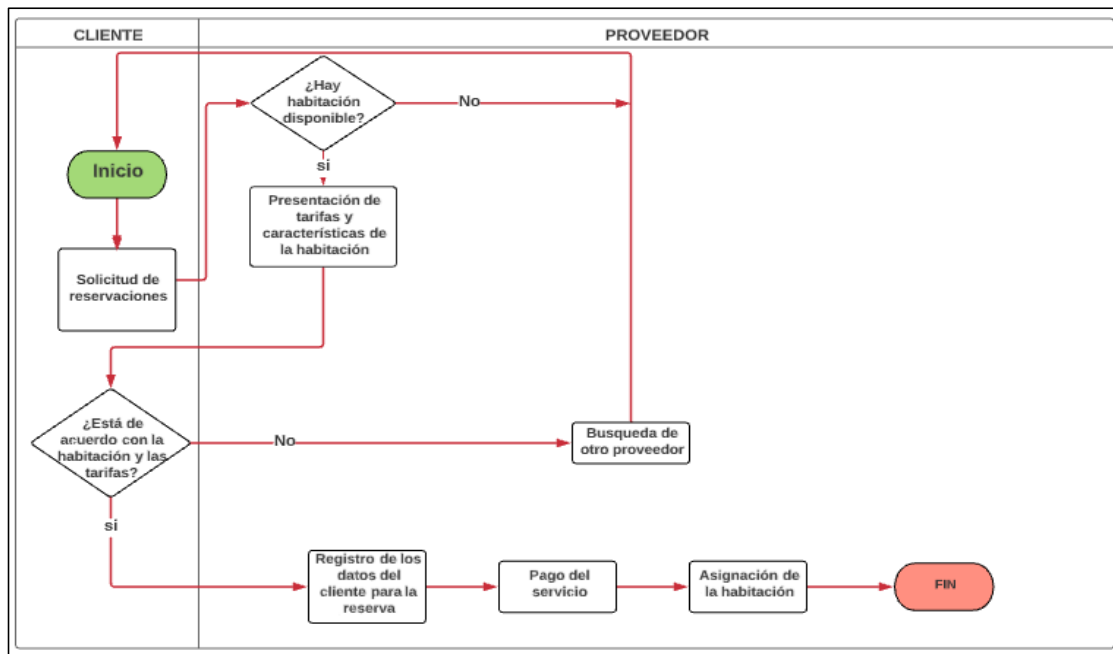 CLIENTE
PROVEEDOR
¿Hay
habitación
disponible?
No
si
Inicio
Presentación de
tarifas y
características de
la habitación
Solicitud de
reservaciones
¿Está de
acuerdo con la
habitación y las
tarifas?
No
Busqueda de
otro proveedor
si
Registro de los
datos del
cliente para la
reserva
Pago del
servicio
Asignación de
la habitación
FIN